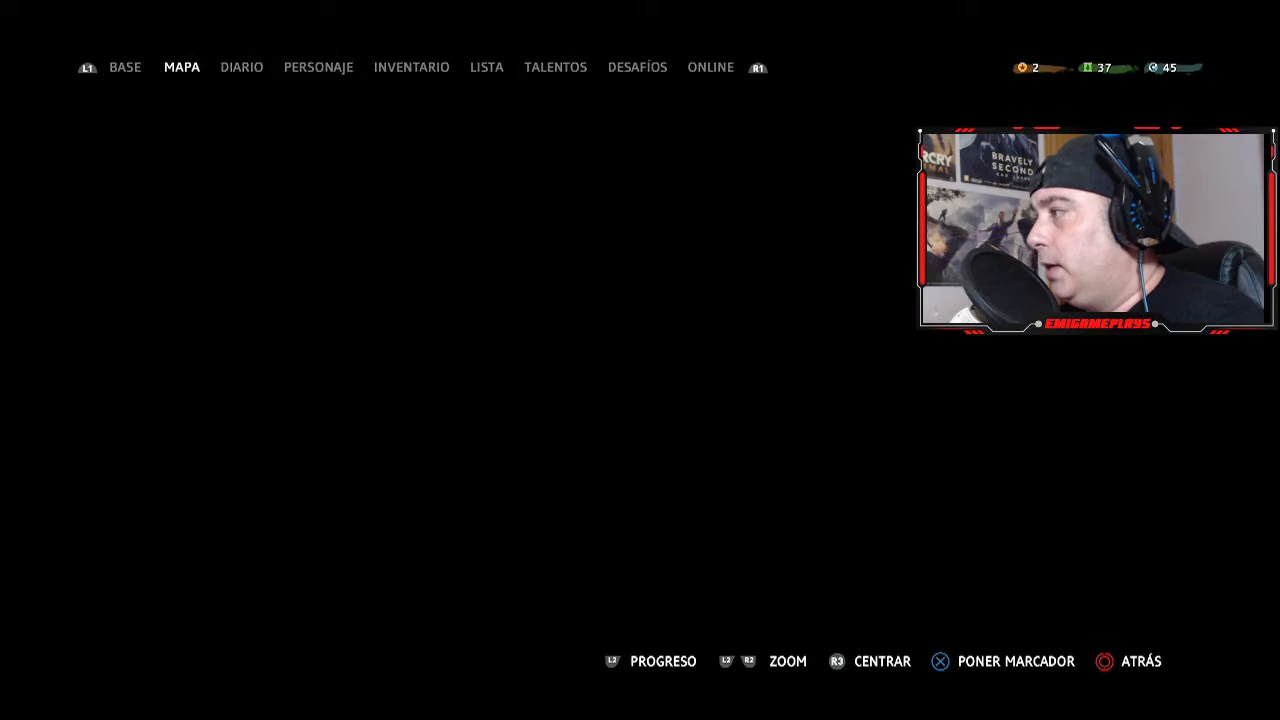 L1 BASE MAPA DIARIO PERSONAJE INVENTARIO LISTA TALENTOS DESAFÍOS ONLINE R1
2 37 45
RCRY
BRAVELY
SECOND
EMIGAMEPLAYS
L2 PROGRESO L2 R2 ZOOM R3 CENTRAR PONER MARCADOR ATRÁS